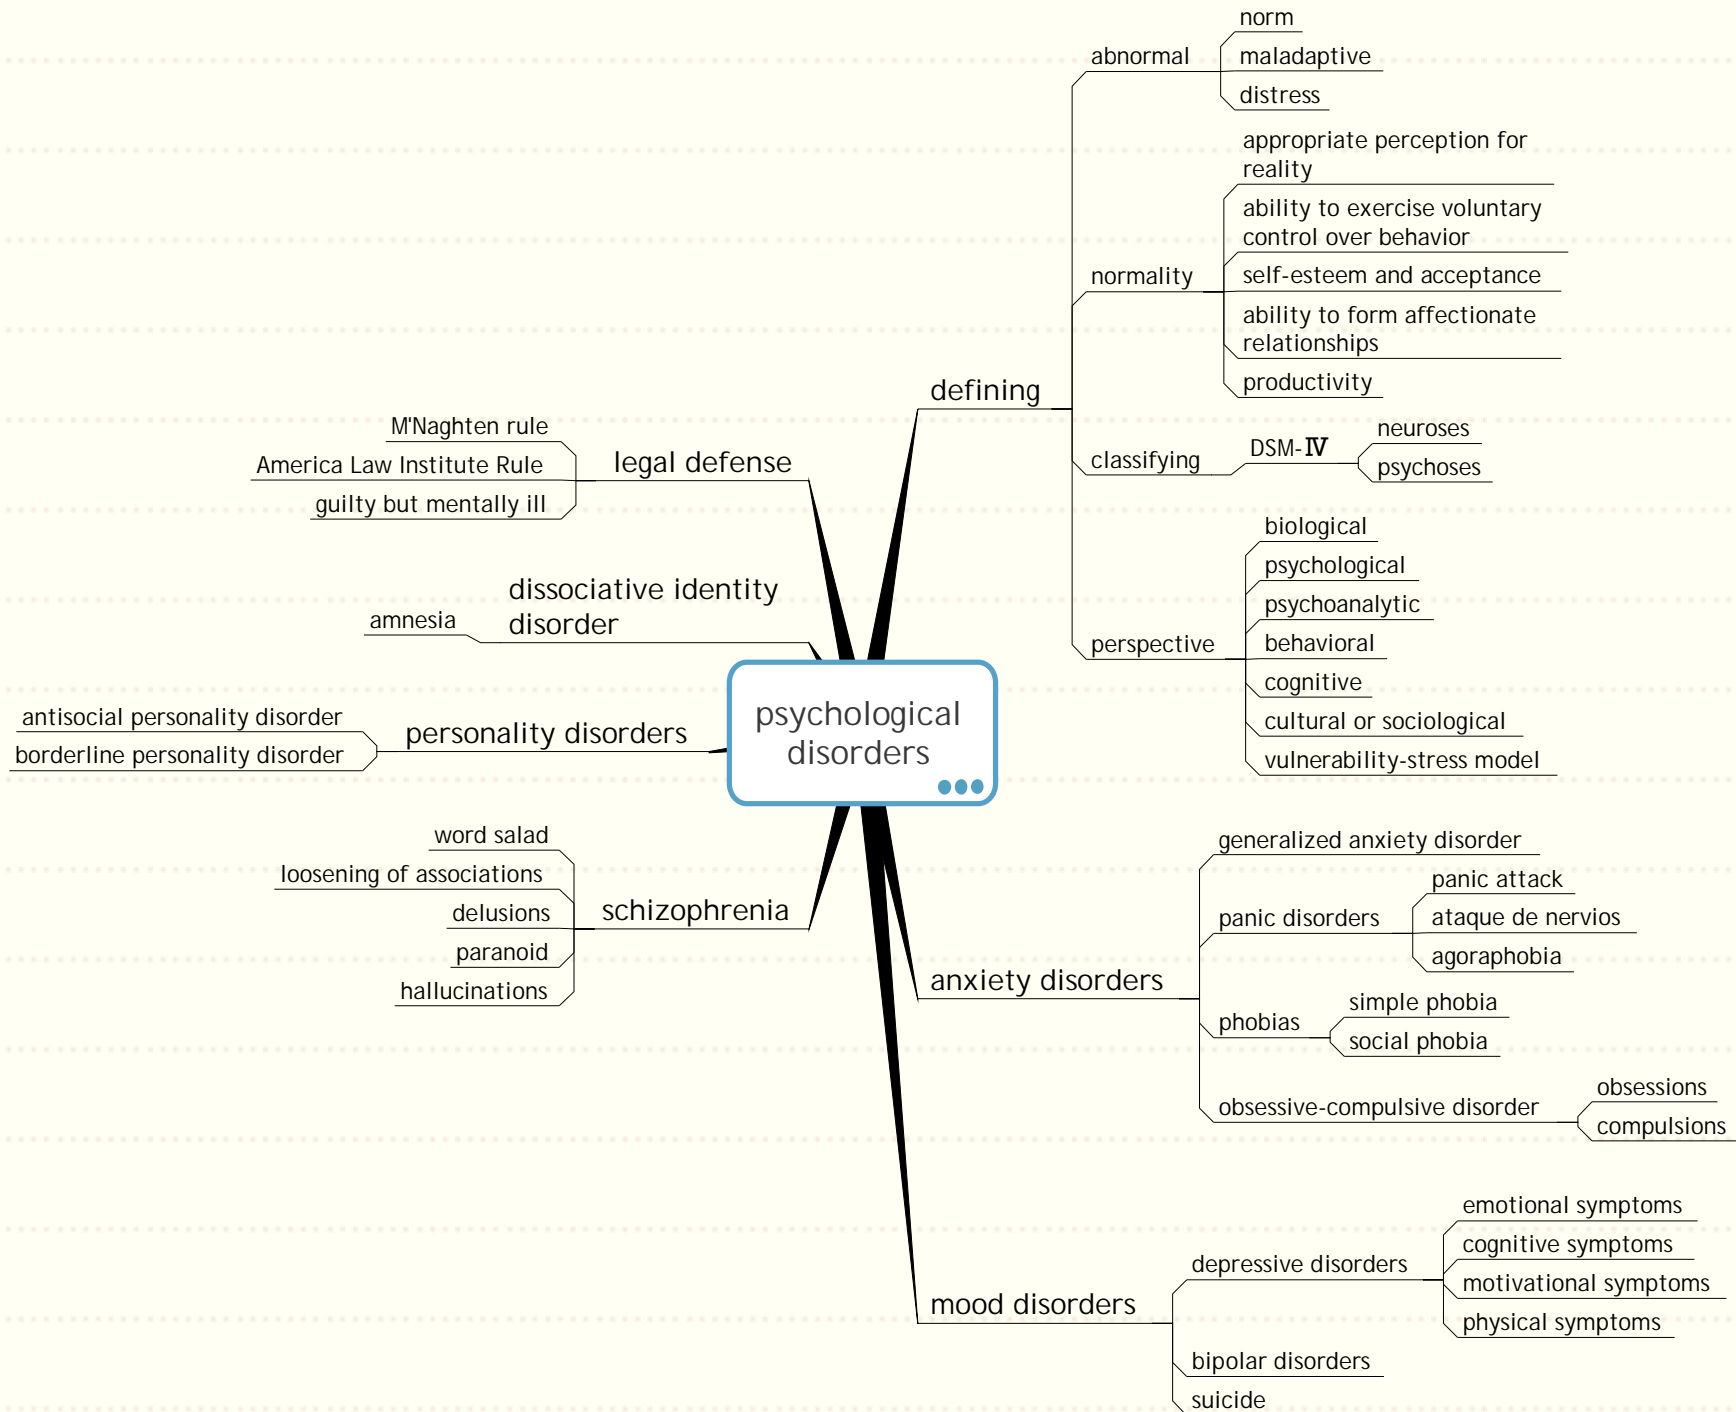 psychological
disorders
defining
abnormal
norm
maladaptive
distress
normality
appropriate perception for
reality
ability to exercise voluntary
control over behavior
self-esteem and acceptance
ability to form affectionate
relationships
productivity
classifying
DSM-Ⅳ
neuroses
psychoses
perspective
biological
psychological
psychoanalytic
behavioral
cognitive
cultural or sociological
vulnerability-stress model
anxiety disorders
generalized anxiety disorder
panic disorders
panic attack
ataque de nervios
agoraphobia
phobias
simple phobia
social phobia
obsessive-compulsive disorder
obsessions
compulsions
mood disorders
depressive disorders
emotional symptoms
cognitive symptoms
motivational symptoms
physical symptoms
bipolar disorders
suicide
legal defense
M'Naghten rule
America Law Institute Rule
guilty but mentally ill
dissociative identity
disorder
amnesia
personality disorders
antisocial personality disorder
borderline personality disorder
schizophrenia
word salad
loosening of associations
delusions
paranoid
hallucinations